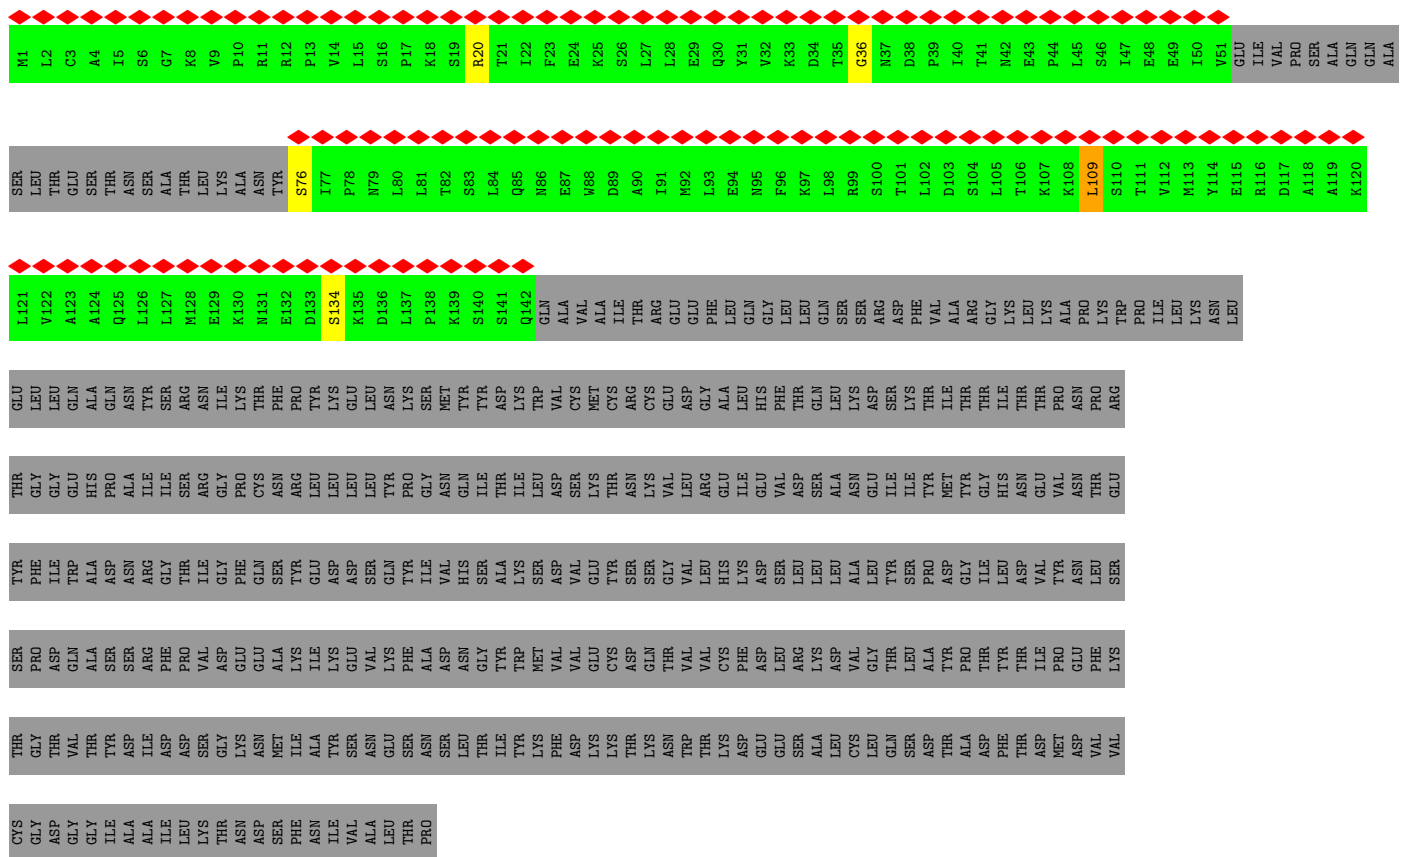 M1 L2 C3 A4 I5 S6 G7 K8 V9 P10 R11 R12 P13 V14 L15 S16 P17 K18 S19 R20 T21 I22 F23 E24 K25 S26 L27 L28 E29 Q30 Y31 V32 K33 D34 T35 G36 N37 D38 P39 I40 T41 N42 E43 P44 L45 S46 I47 E48 E49 I50 V51 GLU ILE VAL PRO SER ALA GLN GLN ALA
SER LEU THR GLU SER THR ASN SER ALA THR LEU LYS ALA ASN TYR S76 I77 P78 N79 L80 L81 T82 S83 L84 Q85 N86 E87 W88 D89 A90 I91 M92 L93 E94 N95 F96 K97 L98 R99 S100 T101 L102 D103 S104 L105 T106 K107 K108 L109 S110 T111 V112 M113 Y114 E115 R116 D117 A118 A119 K120
L121 V122 A123 A124 Q125 L126 L127 M128 E129 K130 N131 E132 D133 S134 K135 D136 L137 P138 K139 S140 S141 Q142 GLN ALA VAL ALA ILE THR ARG GLU GLU PHE LEU GLN GLY LEU LEU GLN SER SER ARG ASP PHE VAL ALA ARG GLY LYS LEU LYS ALA PRO LYS TRP PRO ILE LEU LYS ASN LEU
GLU LEU LEU GLN ALA GLN ASN TYR SER ARG ASN ILE LYS THR PHE PRO TYR LYS GLU LEU ASN LYS SER MET TYR TYR ASP LYS TRP VAL CYS MET CYS ARG CYS GLU ASP GLY ALA LEU HIS PHE THR GLN LEU LYS ASP SER LYS THR ILE THR THR ILE THR THR PRO ASN PRO ARG
THR GLY GLY GLU HIS PRO ALA ILE ILE SER ARG GLY PRO CYS ASN ARG LEU LEU LEU LEU TYR PRO GLY ASN GLN ILE THR ILE LEU ASP SER LYS THR ASN LYS VAL LEU ARG GLU ILE GLU VAL ASP SER ALA ASN GLU ILE ILE TYR MET TYR GLY HIS ASN GLU VAL ASN THR GLU
TYR PHE ILE TRP ALA ASP ASN ARG GLY THR ILE GLY PHE GLN SER TYR GLU ASP ASP SER GLN TYR ILE VAL HIS SER ALA LYS SER ASP VAL GLU TYR SER SER GLY VAL LEU HIS LYS ASP SER LEU LEU LEU ALA LEU TYR SER PRO ASP GLY ILE LEU ASP VAL TYR ASN LEU SER
SER PRO ASP GLN ALA SER SER ARG PHE PRO VAL ASP GLU GLU ALA LYS ILE LYS GLU VAL LYS PHE ALA ASP ASN GLY TYR TRP MET VAL VAL GLU CYS ASP GLN THR VAL VAL CYS PHE ASP LEU ARG LYS ASP VAL GLY THR LEU ALA TYR PRO THR TYR THR ILE PRO GLU PHE LYS
THR GLY THR VAL THR TYR ASP ILE ASP ASP SER GLY LYS ASN MET ILE ALA TYR SER ASN GLU SER ASN SER LEU THR ILE TYR LYS PHE ASP LYS LYS THR LYS ASN TRP THR LYS ASP GLU GLU SER ALA LEU CYS LEU GLN SER ASP THR ALA ASP PHE THR ASP MET ASP VAL VAL
CYS GLY ASP GLY GLY ILE ALA ALA ILE LEU LYS THR ASN ASP SER PHE ASN ILE VAL ALA LEU THR PRO